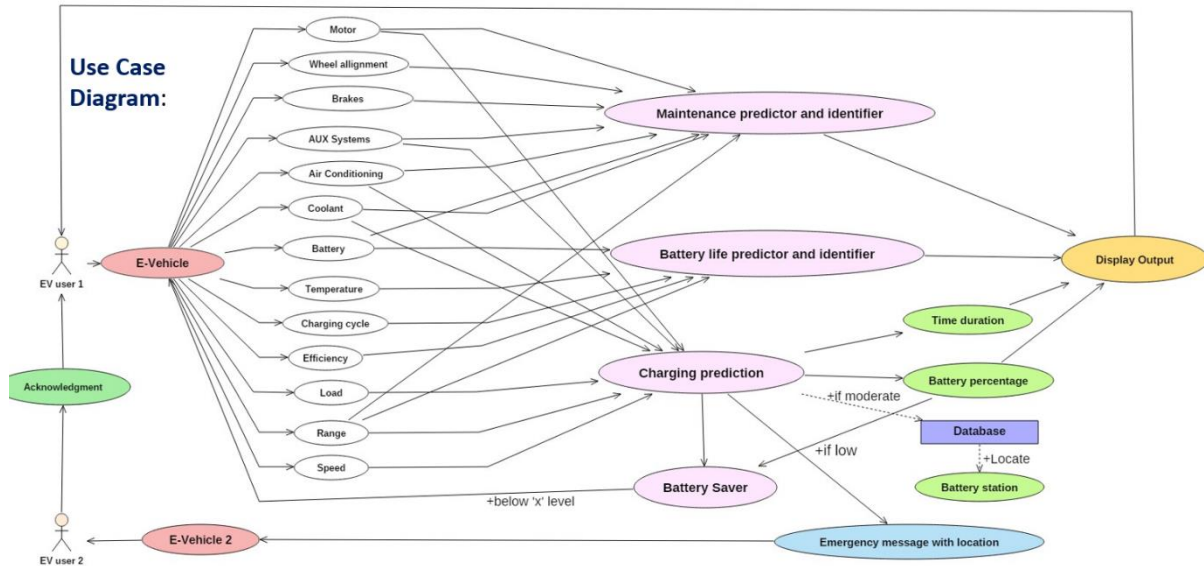 Use Case
Diagram:
Motor
Wheel allignment
Brakes
AUX Systems
Air Conditioning
Coolant
Battery
Temperature
Charging cycle
Efficiency
Load
Range
Speed
EV user 1
E-Vehicle
Acknowledgment
EV user 2
E-Vehicle 2
Maintenance predictor and identifier
Battery life predictor and identifier
Charging prediction
Battery Saver
+below 'x' level
Display Output
Time duration
Battery percentage
+if moderate
Database
+Locate
+if low
Battery station
Emergency message with location